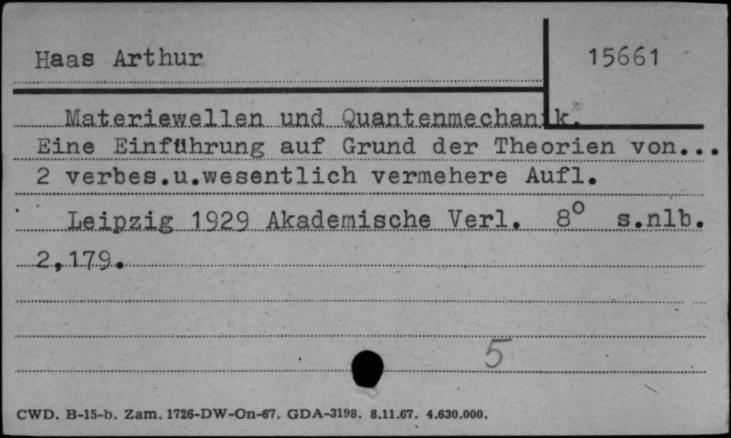 Haas Arthur
15661
Materiewellen und Quantenmechanik.
Eine Einführung auf Grund der Theorien von...
2 verbes.u.wesentlich vermehere Aufl.
Leipzig 1929 Akademische Verl. 8° s.nlb.
2,179.
5
CWD. B-15-b. Zam. 1726-DW-On-67. GDA-3198. 8.11.67. 4.630.000.